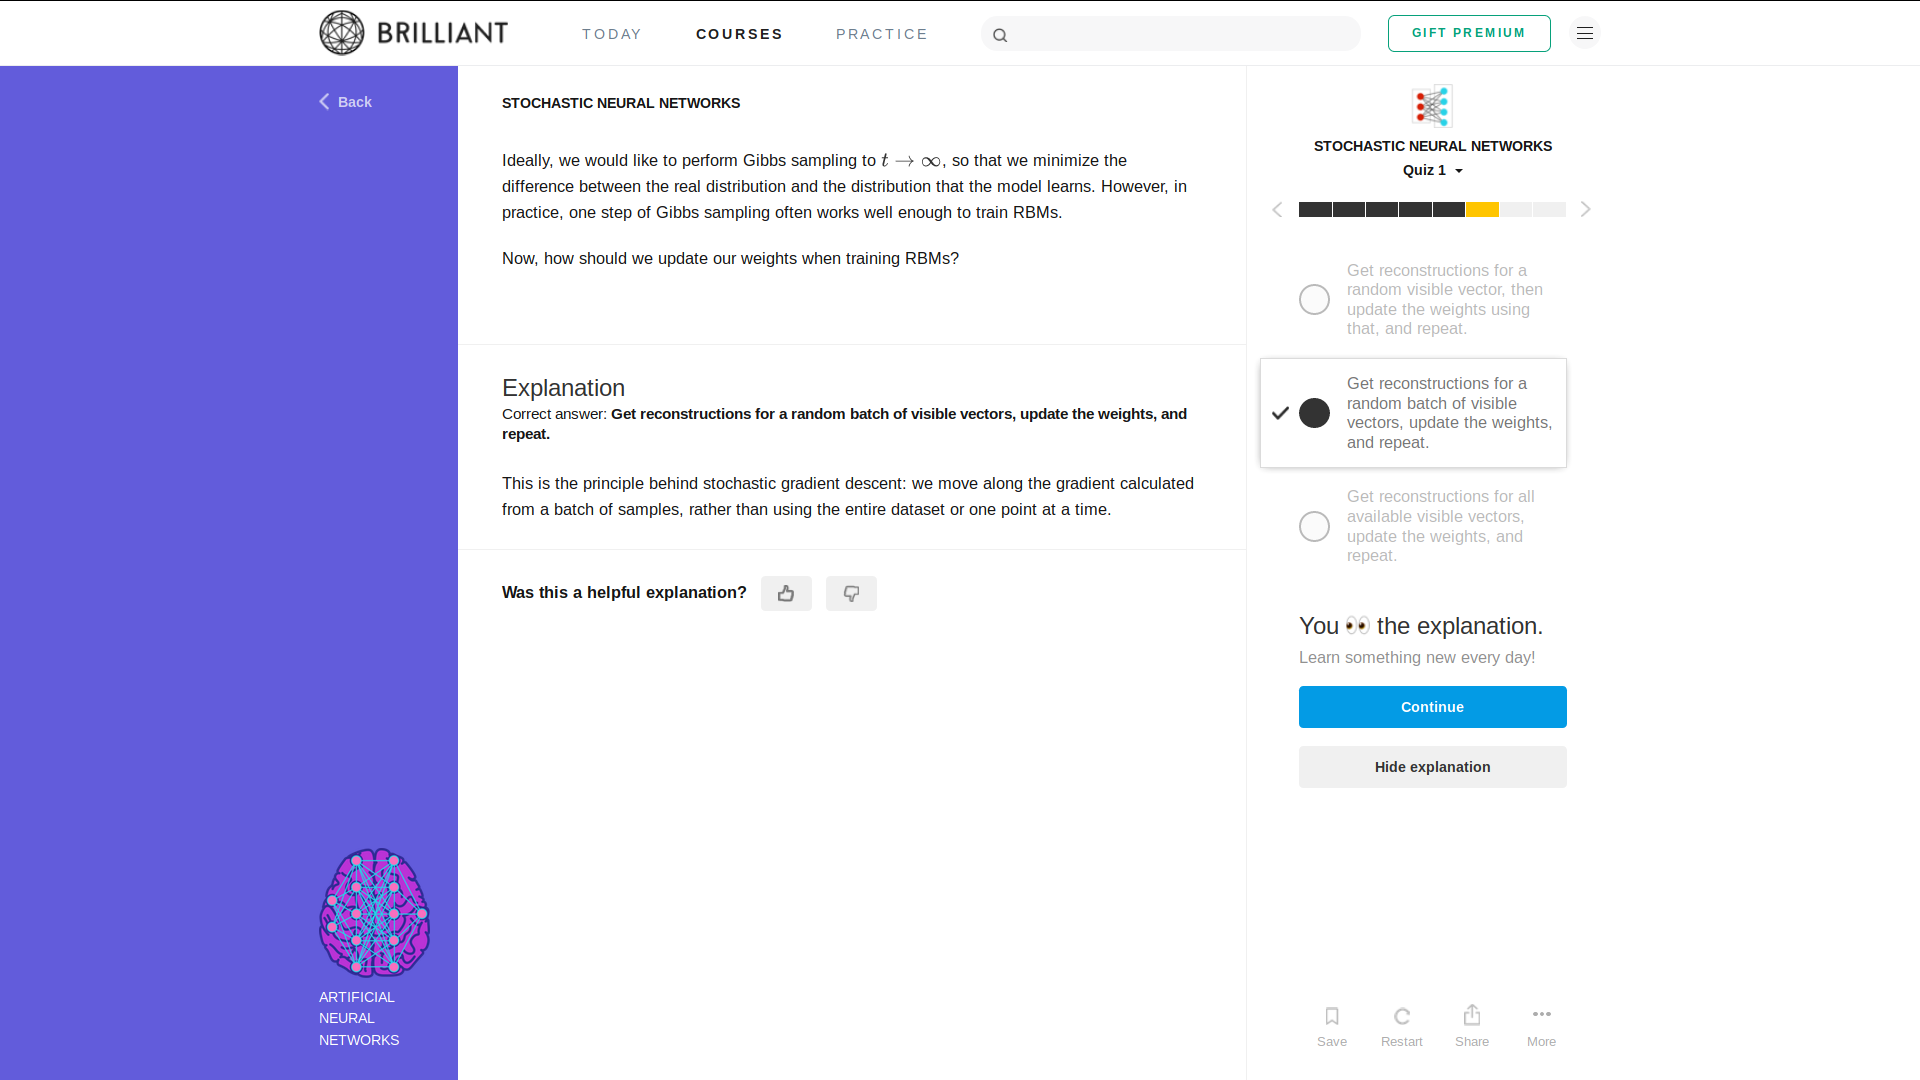 BRILLIANT
TODAY
COURSES
PRACTICE
GIFT PREMIUM
Back
STOCHASTIC NEURAL NETWORKS
Ideally, we would like to perform Gibbs sampling to t → ∞, so that we minimize the
difference between the real distribution and the distribution that the model learns. However, in
practice, one step of Gibbs sampling often works well enough to train RBMs.
Now, how should we update our weights when training RBMs?
Explanation
Correct answer: Get reconstructions for a random batch of visible vectors, update the weights, and
repeat.
This is the principle behind stochastic gradient descent: we move along the gradient calculated
from a batch of samples, rather than using the entire dataset or one point at a time.
Was this a helpful explanation?
STOCHASTIC NEURAL NETWORKS
Quiz 1
Get reconstructions for a
random visible vector, then
update the weights using
that, and repeat.
Get reconstructions for a
random batch of visible
vectors, update the weights,
and repeat.
Get reconstructions for all
available visible vectors,
update the weights, and
repeat.
You 👀 the explanation.
Learn something new every day!
Continue
Hide explanation
Save
Restart
Share
More
ARTIFICIAL
NEURAL
NETWORKS